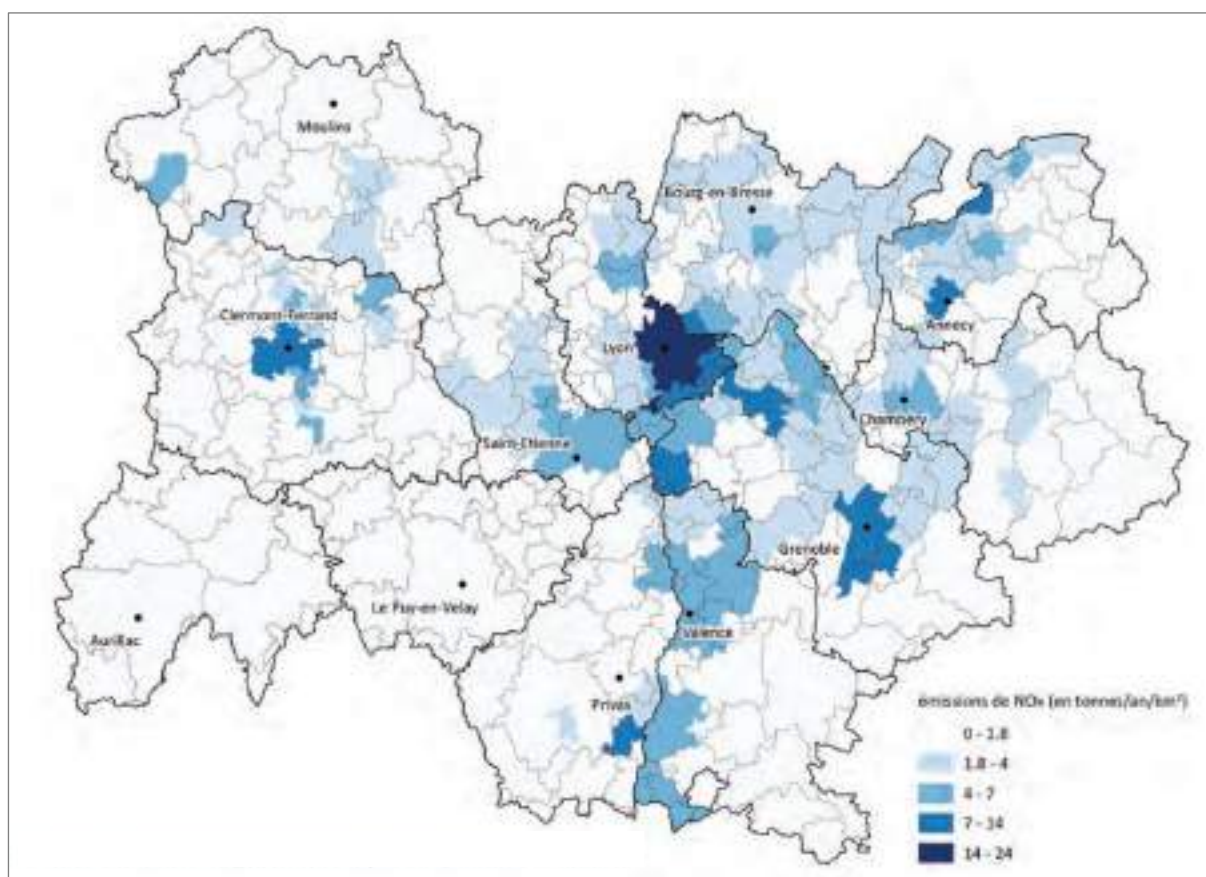 Moulins
Bourg-en-Bresse
Clermont-Ferrand
Annecy
Lyon
Chambéry
Saint-Etienne
Grenoble
Le Puy-en-Velay
Aurillac
Valence
Privas
émissions de NOx (en tonnes/an/km²)
0 - 1.8
1.8 - 4
4 - 7
7 - 14
14 - 24